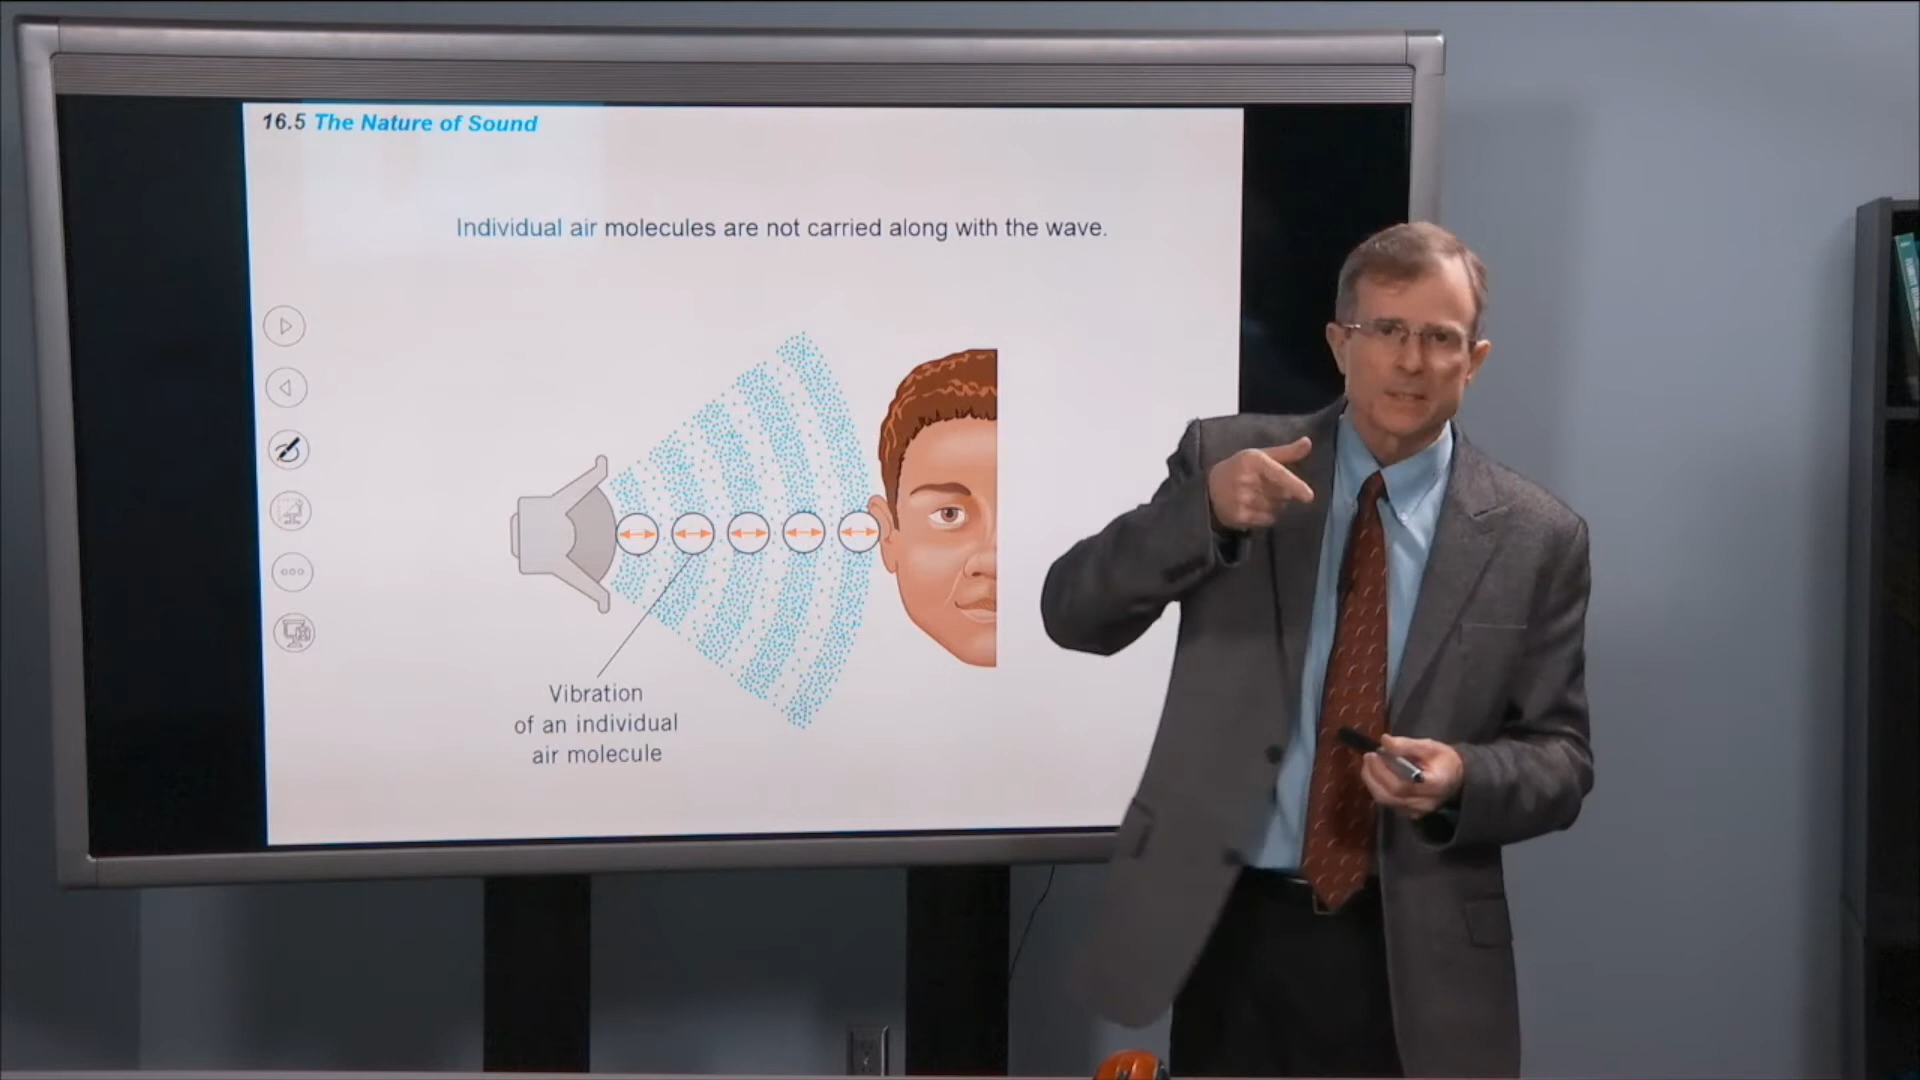 16.5 The Nature of Sound
Individual air molecules are not carried along with the wave.
Vibration
of an individual
air molecule